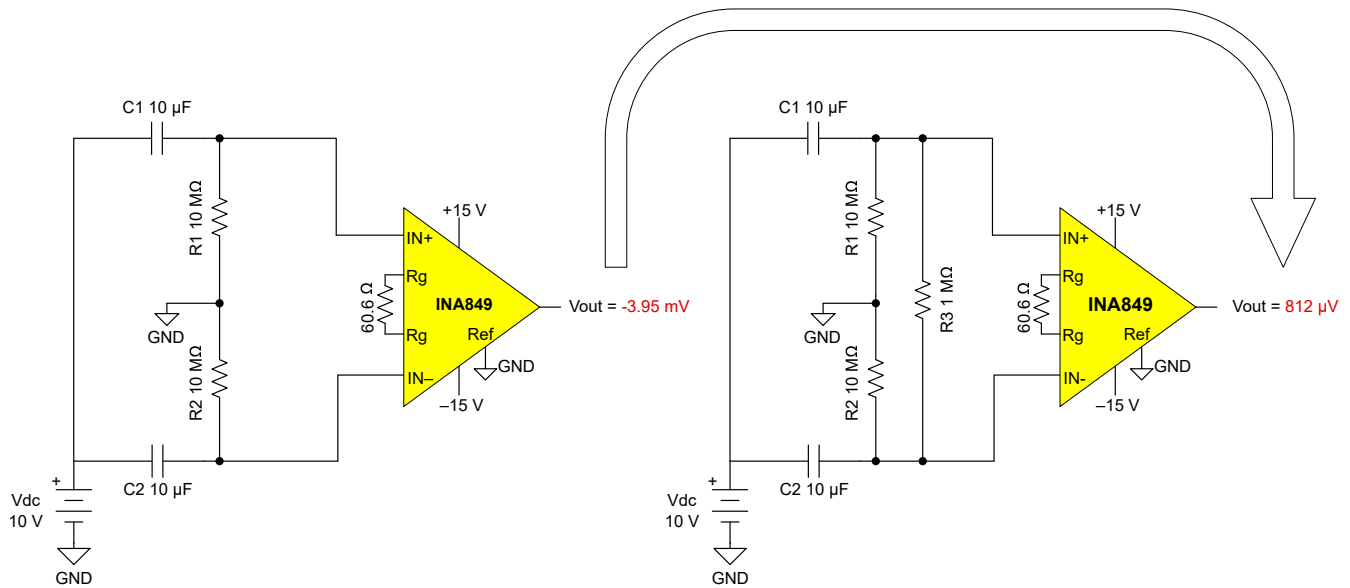 C1 10 µF
R1 10 MΩ
GND
R2 10 MΩ
C2 10 µF
+
Vdc
10 V
GND
+15 V
IN+
Rg
60.6 Ω
INA849
Rg
Ref
GND
IN–
–15 V
Vout = -3.95 mV
C1 10 µF
R1 10 MΩ
GND
R2 10 MΩ
R3 1 MΩ
C2 10 µF
+
Vdc
10 V
GND
+15 V
IN+
Rg
60.6 Ω
INA849
Rg
Ref
GND
IN-
–15 V
Vout = 812 µV